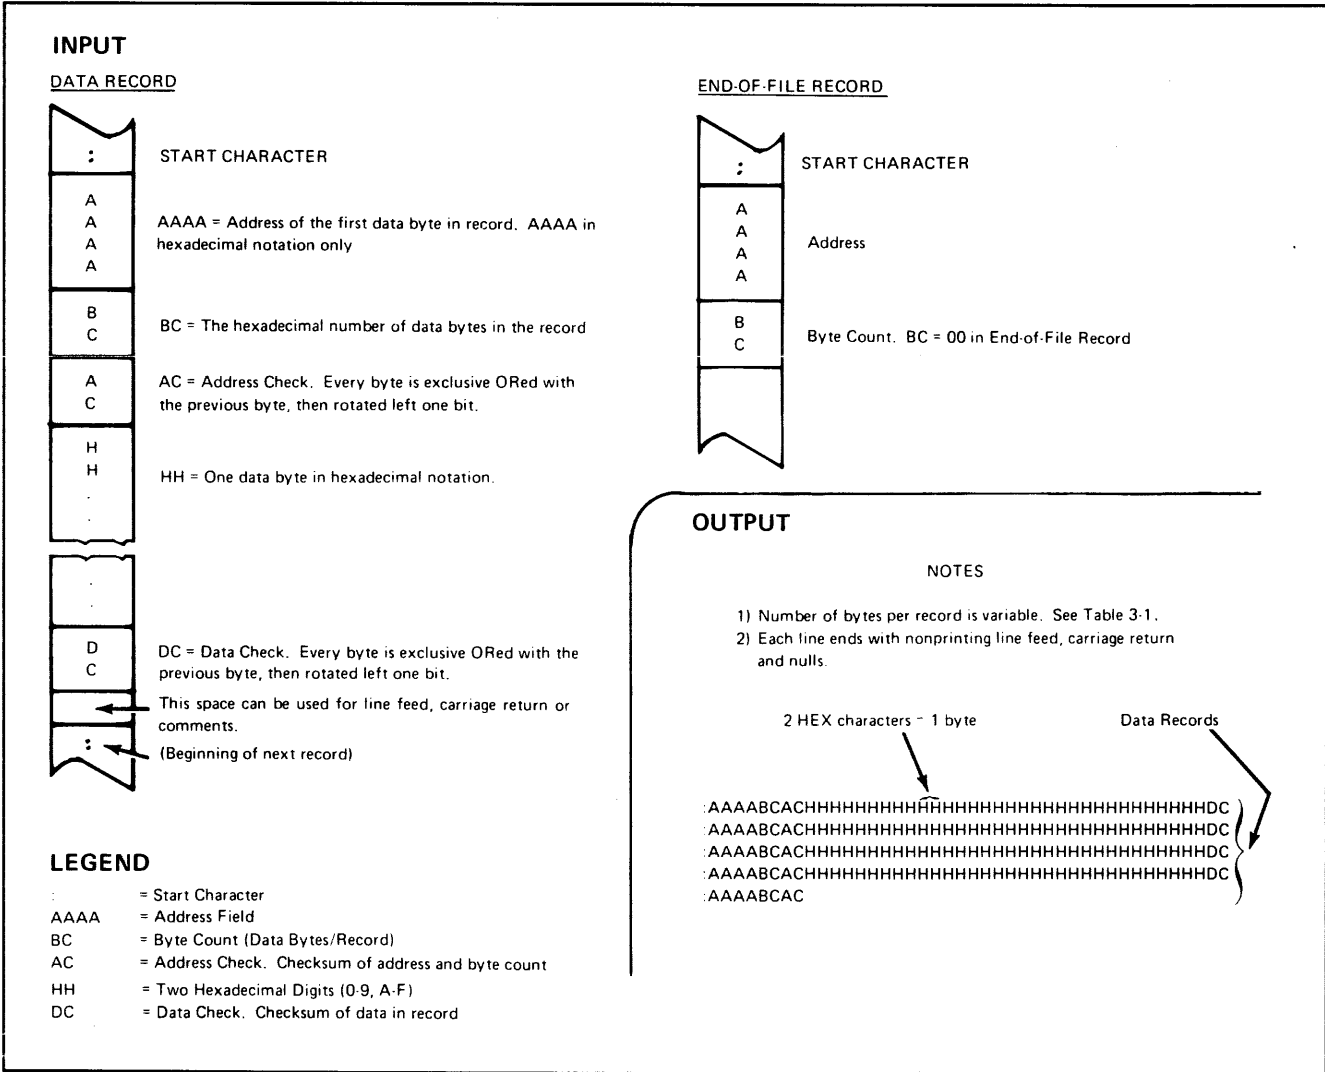 INPUT
DATA RECORD
:
START CHARACTER
A
A
A
A
AAAA = Address of the first data byte in record. AAAA in
hexadecimal notation only
B
C
BC = The hexadecimal number of data bytes in the record
A
C
AC = Address Check. Every byte is exclusive ORed with
the previous byte, then rotated left one bit.
H
H
.
.
HH = One data byte in hexadecimal notation.
.
.
D
C
DC = Data Check. Every byte is exclusive ORed with the
previous byte, then rotated left one bit.
This space can be used for line feed, carriage return or
comments.
:
(Beginning of next record)
LEGEND
: = Start Character
AAAA = Address Field
BC = Byte Count (Data Bytes/Record)
AC = Address Check. Checksum of address and byte count
HH = Two Hexadecimal Digits (0-9, A-F)
DC = Data Check. Checksum of data in record
END-OF-FILE RECORD
:
START CHARACTER
A
A
A
A
Address
B
C
Byte Count. BC = 00 in End-of-File Record
OUTPUT
NOTES
1) Number of bytes per record is variable. See Table 3-1.
2) Each line ends with nonprinting line feed, carriage return
and nulls.
2 HEX characters - 1 byte
Data Records
:AAAABCACHHHHHHHHHHHHHHHHHHHHHHHHHHHHHHHHDC
:AAAABCACHHHHHHHHHHHHHHHHHHHHHHHHHHHHHHHHDC
:AAAABCACHHHHHHHHHHHHHHHHHHHHHHHHHHHHHHHHDC
:AAAABCACHHHHHHHHHHHHHHHHHHHHHHHHHHHHHHHHDC
:AAAABCAC